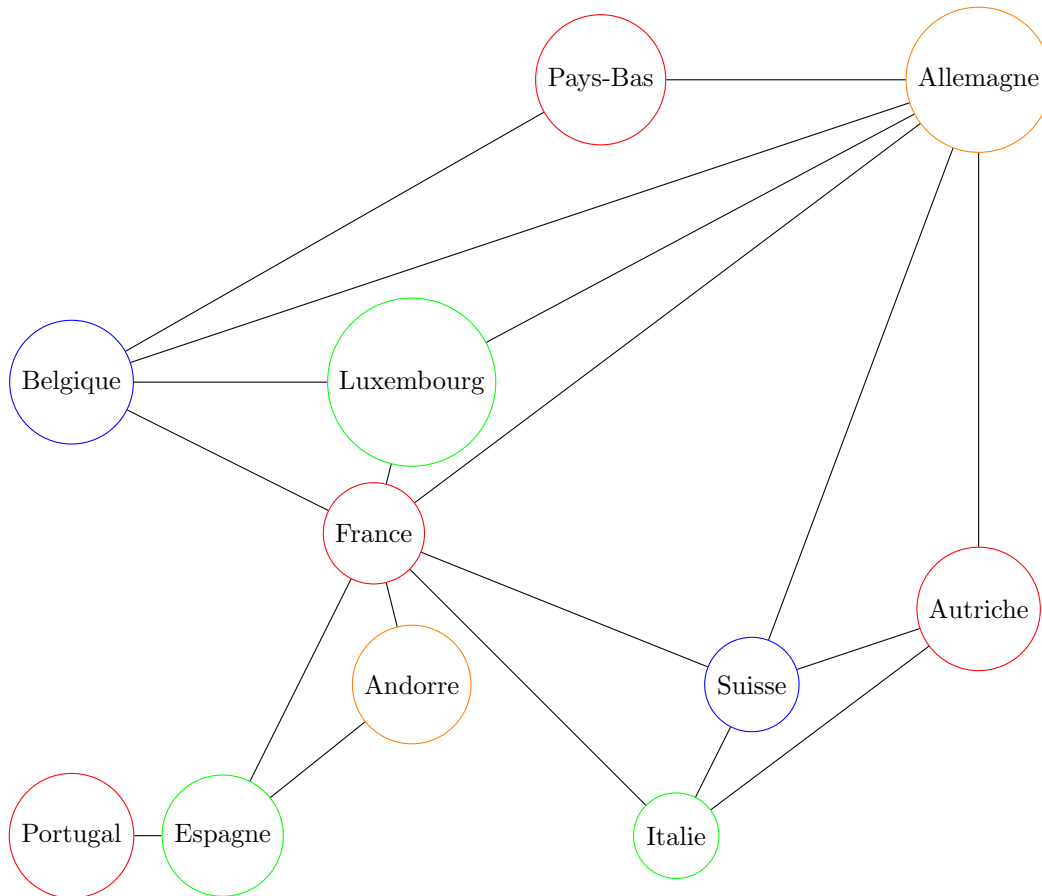 Pays-Bas
Allemagne
Belgique
Luxembourg
France
Autriche
Andorre
Suisse
Portugal
Espagne
Italie